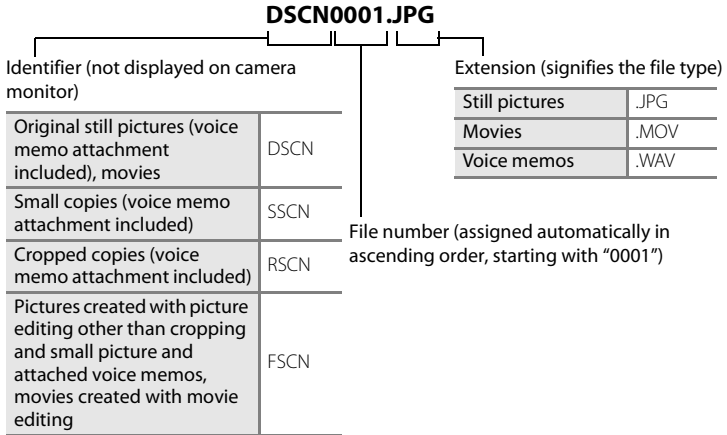 DSCN0001.JPG
Identifier (not displayed on camera
monitor)
Original still pictures (voice
memo attachment
included), movies
DSCN
Small copies (voice memo
attachment included)
SSCN
Cropped copies (voice
memo attachment included)
RSCN
Pictures created with picture
editing other than cropping
and small picture and
attached voice memos,
movies created with movie
editing
FSCN
Extension (signifies the file type)
Still pictures
.JPG
Movies
.MOV
Voice memos
.WAV
File number (assigned automatically in
ascending order, starting with “0001”)